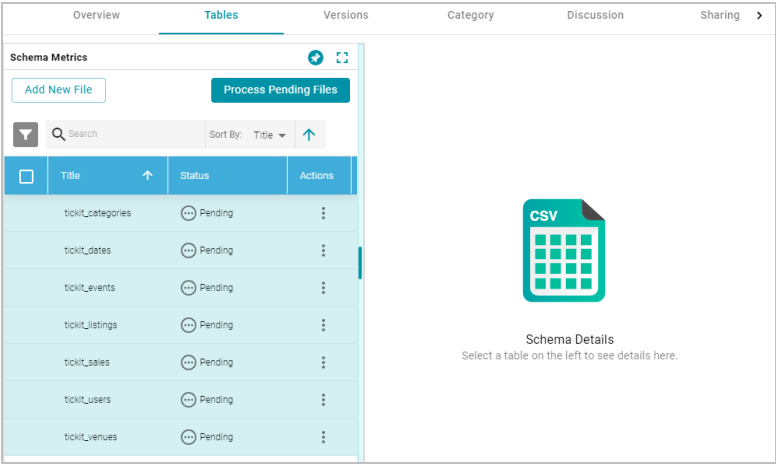 Overview Tables Versions Category Discussion Sharing
Schema Metrics
Add New File Process Pending Files
Search Sort By: Title
Title Status Actions
tickit_categories Pending
tickit_dates Pending
tickit_events Pending
tickit_listings Pending
tickit_sales Pending
tickit_users Pending
tickit_venues Pending
CSV
Schema Details
Select a table on the left to see details here.